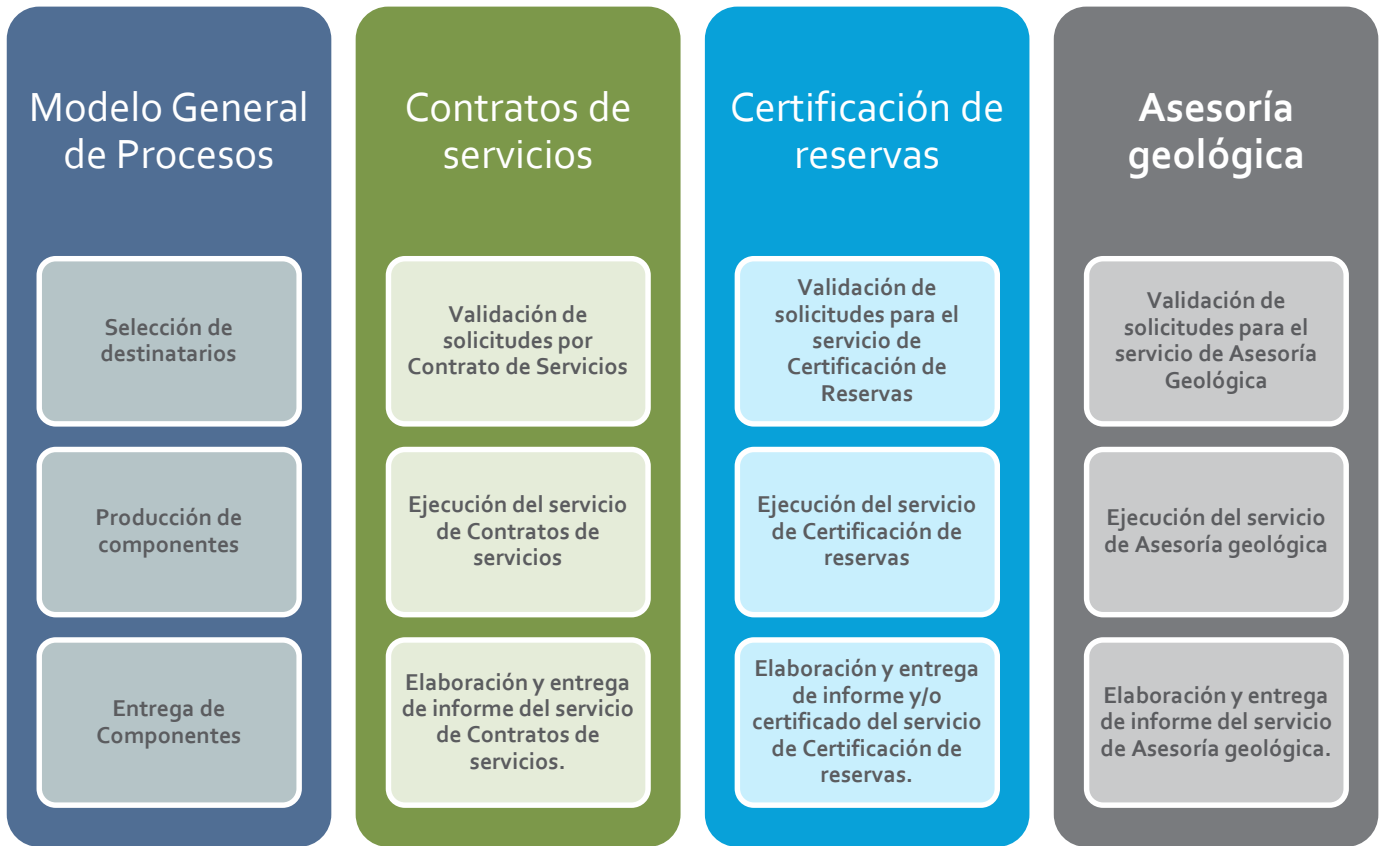 Modelo General
de Procesos
Selección de
destinatarios
Producción de
componentes
Entrega de
Componentes
Contratos de
servicios
Validación de
solicitudes por
Contrato de Servicios
Ejecución del servicio
de Contratos de
servicios
Elaboración y entrega
de informe del servicio
de Contratos de
servicios.
Certificación de
reservas
Validación de
solicitudes para el
servicio de
Certificación de
Reservas
Ejecución del servicio
de Certificación de
reservas
Elaboración y entrega
de informe y/o
certificado del servicio
de Certificación de
reservas.
Asesoría
geológica
Validación de
solicitudes para el
servicio de Asesoría
Geológica
Ejecución del servicio
de Asesoría geológica
Elaboración y entrega
de informe del servicio
de Asesoría geológica.